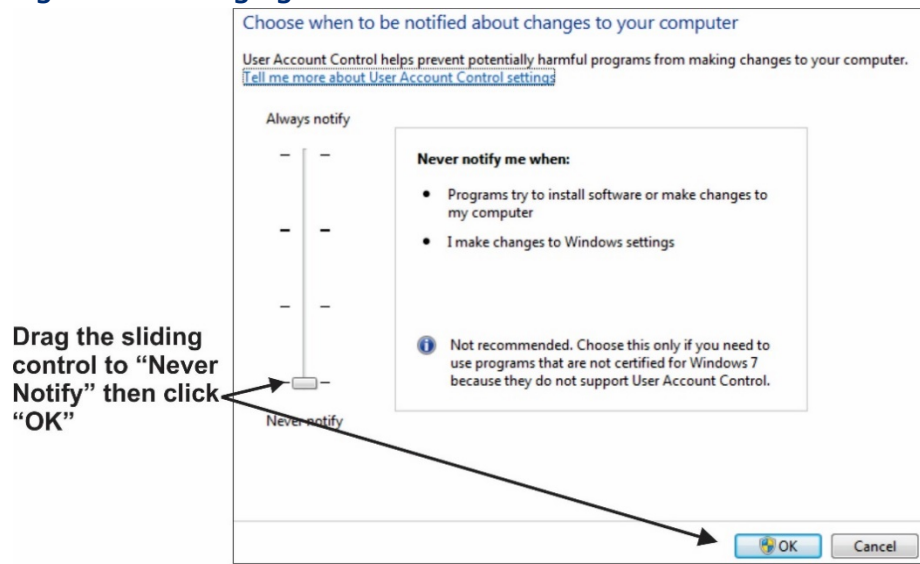 Choose when to be notified about changes to your computer
User Account Control helps prevent potentially harmful programs from making changes to your computer.
Tell me more about User Account Control settings
Always notify
Never notify me when:
• Programs try to install software or make changes to
my computer
• I make changes to Windows settings
Not recommended. Choose this only if you need to
use programs that are not certified for Windows 7
because they do not support User Account Control.
Drag the sliding
control to “Never
Notify” then click
“OK”
Never notify
OK
Cancel